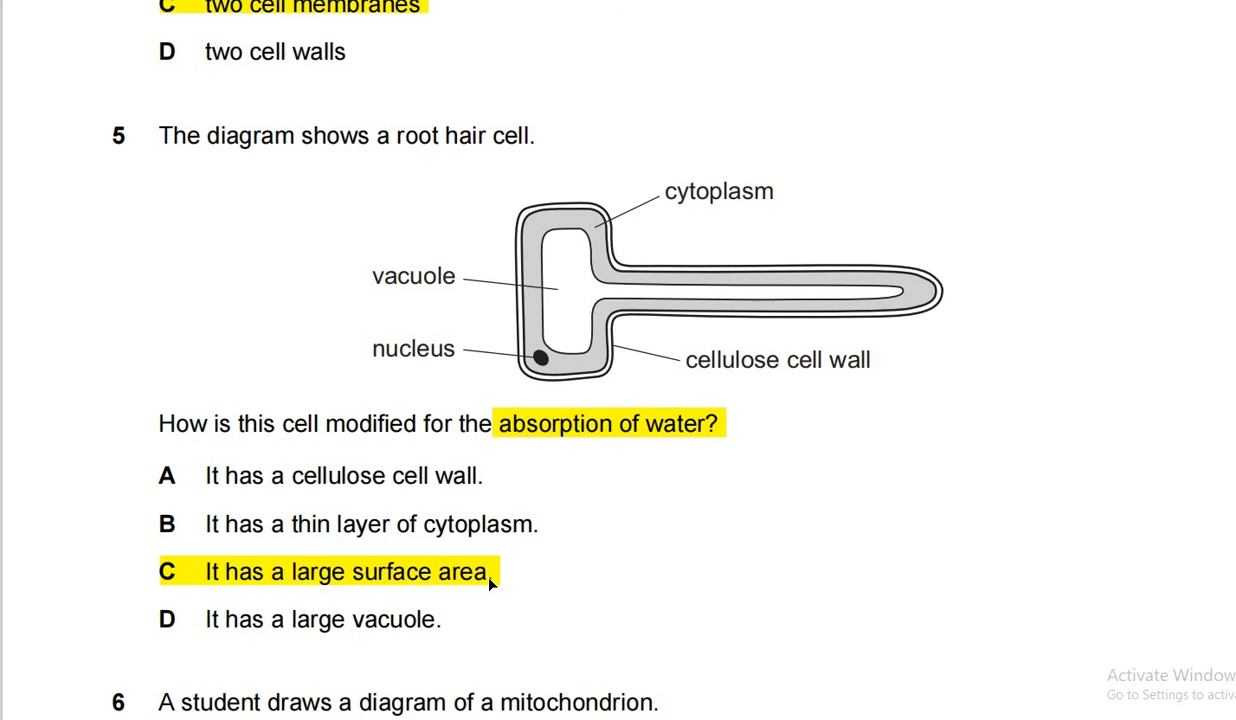 C two cell membranes
D two cell walls
5 The diagram shows a root hair cell.
cytoplasm
vacuole
nucleus
cellulose cell wall
How is this cell modified for the absorption of water?
A It has a cellulose cell wall.
B It has a thin layer of cytoplasm.
C It has a large surface area.
D It has a large vacuole.
Activate Window
Go to Settings to activa
6 A student draws a diagram of a mitochondrion.